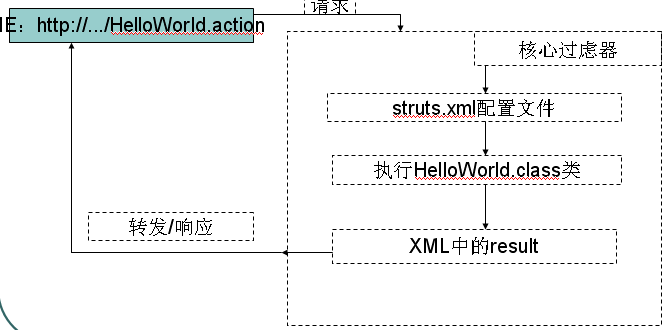 IE：http://.../HelloWorld.action
请求
核心过虑器
struts.xml配置文件
执行HelloWorld.class类
转发/响应
XML中的result